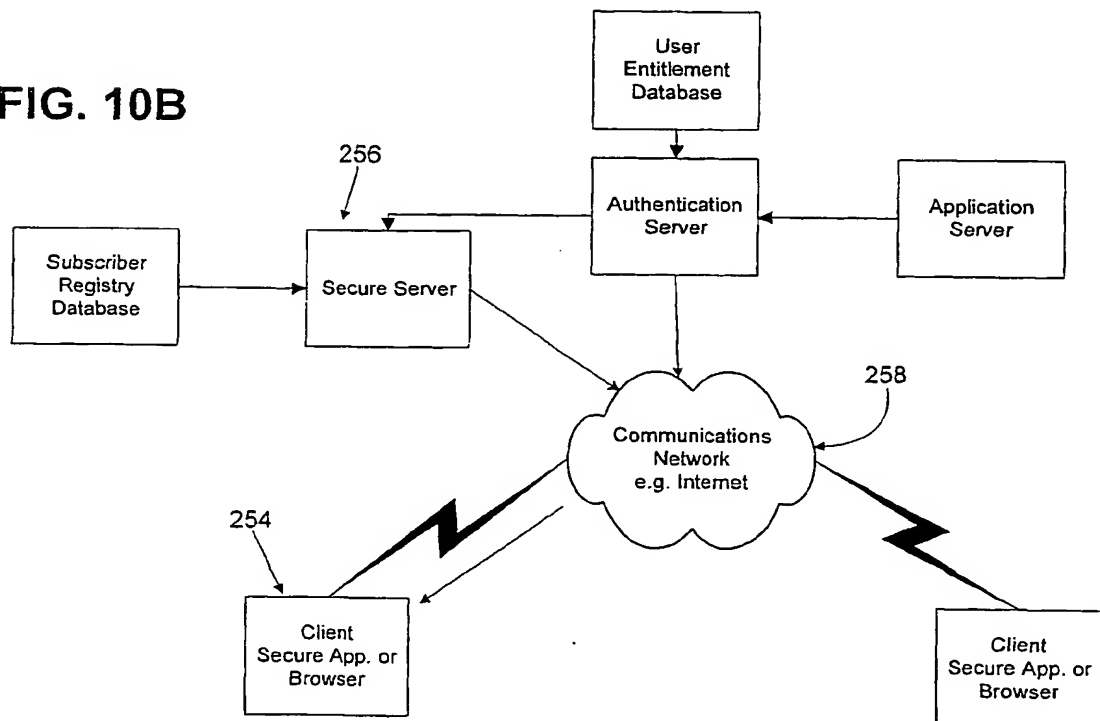 FIG. 10B
User
Entitlement
Database
256
Authentication
Server
Application
Server
Subscriber
Registry
Database
Secure Server
258
Communications
Network
e.g. Internet
254
Client
Secure App. or
Browser
Client
Secure App. or
Browser